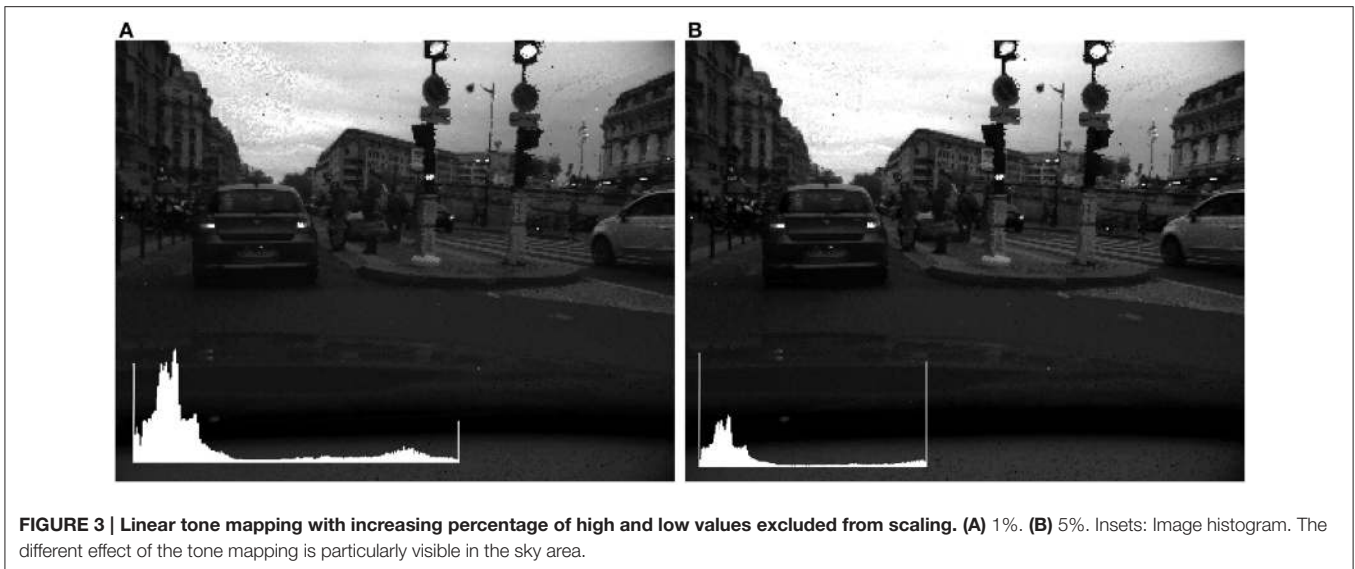 A
B
FIGURE 3 | Linear tone mapping with increasing percentage of high and low values excluded from scaling. (A) 1%. (B) 5%. Insets: Image histogram. The
different effect of the tone mapping is particularly visible in the sky area.